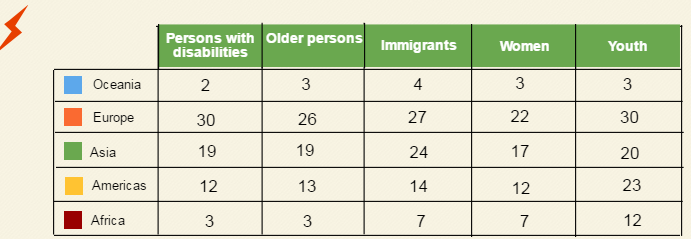 Persons with disabilities Older persons Immigrants Women Youth
Oceania 2 3 4 3 3
Europe 30 26 27 22 30
Asia 19 19 24 17 20
Americas 12 13 14 12 23
Africa 3 3 7 7 12